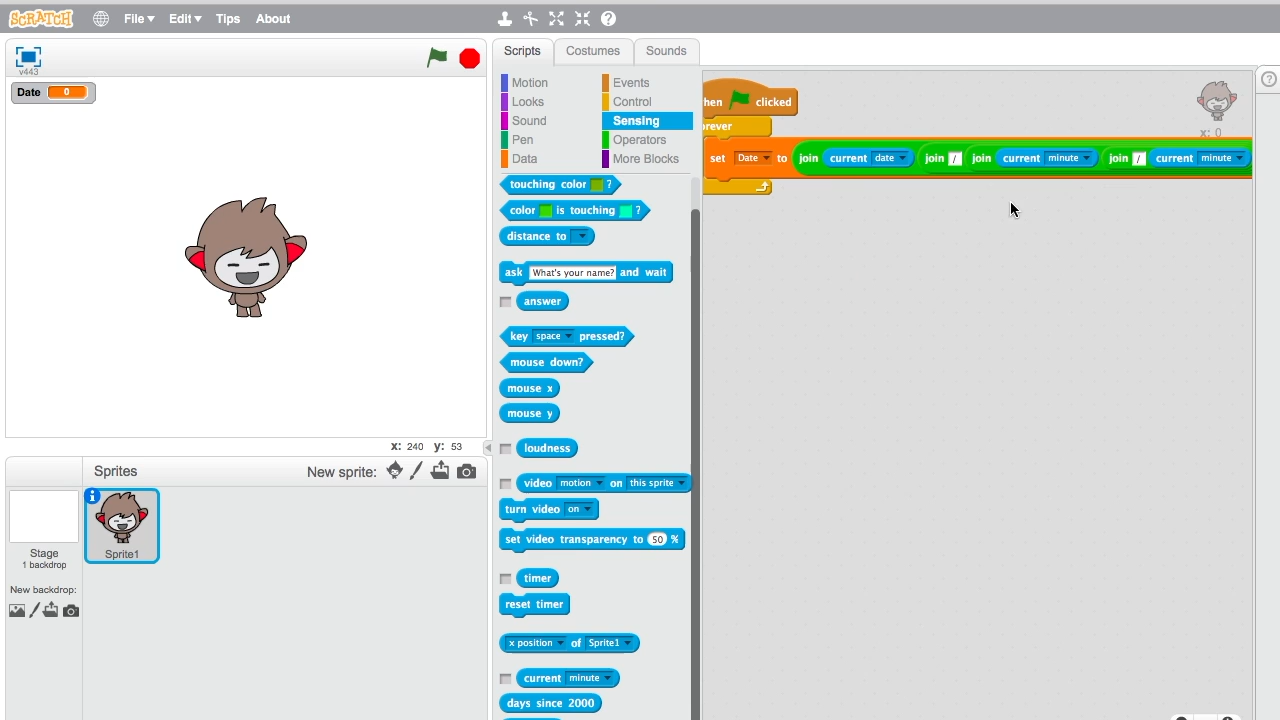 SCRATCH File Edit Tips About
v443
Date 0
Scripts Costumes Sounds
Motion Events
Looks Control
Sound Sensing
Pen Operators
Data More Blocks
touching color ?
color is touching ?
distance to
ask What's your name? and wait
answer
key space pressed?
mouse down?
mouse x
mouse y
loudness
video motion on this sprite
turn video on
set video transparency to 50 %
timer
reset timer
x position of Sprite1
current minute
days since 2000
hen clicked
rever
set Date to join current date join / join current minute join / current minute
x: 0
x: 240 y: 53
Sprites New sprite:
Stage
1 backdrop
Sprite1
New backdrop: